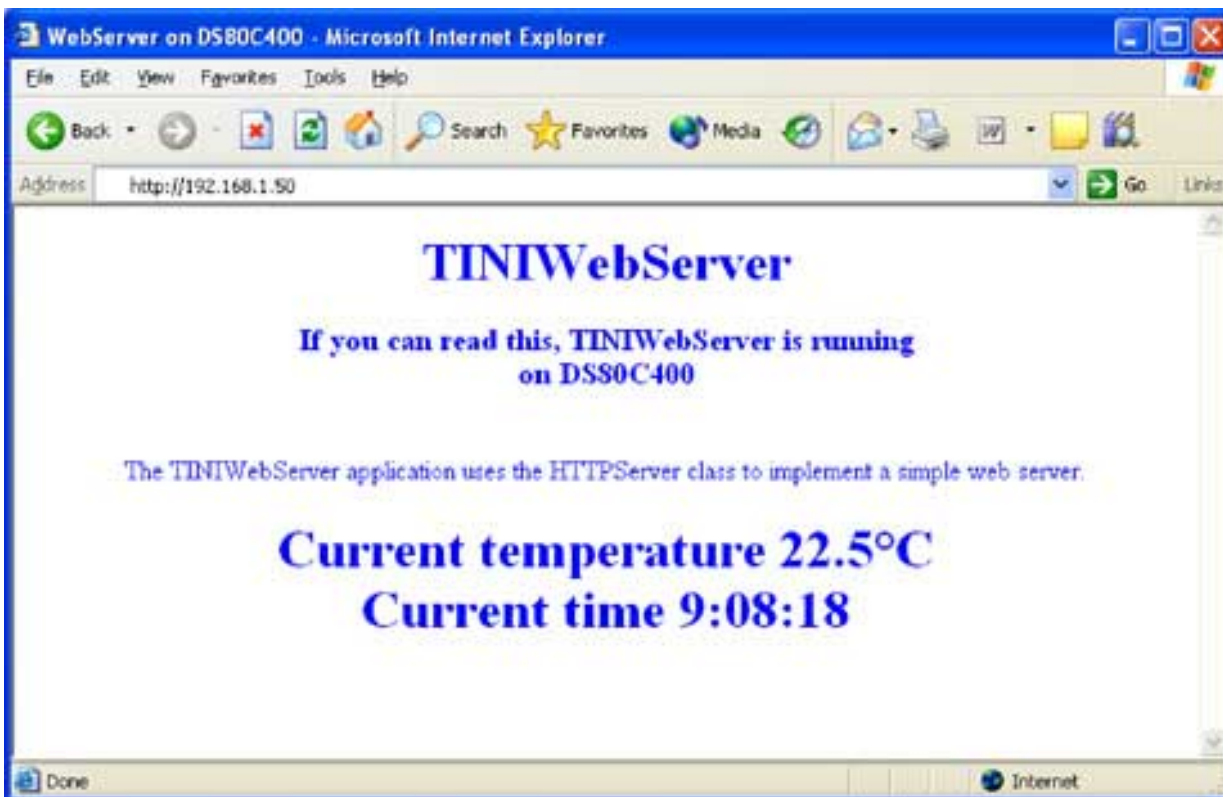 WebServer on DS80C400 - Microsoft Internet Explorer
File Edit View Favorites Tools Help
Back Search Favorites Media
Address http://192.168.1.50 Go Links
TINIWebServer
If you can read this, TINIWebServer is running
on DS80C400
The TINIWebServer application uses the HTTPServer class to implement a simple web server.
Current temperature 22.5°C
Current time 9:08:18
Done Internet